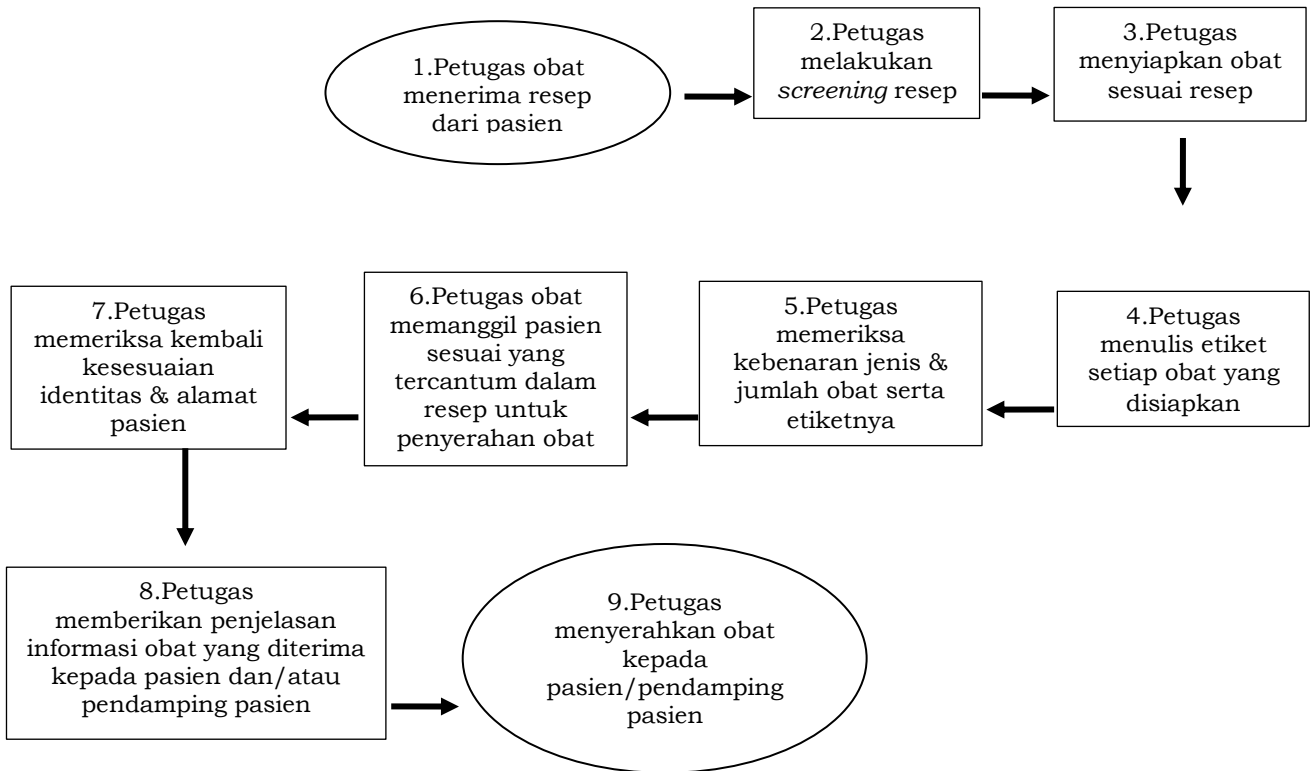 1.Petugas obat
menerima resep
dari pasien
2.Petugas
melakukan
screening resep
3.Petugas
menyiapkan obat
sesuai resep
4.Petugas
menulis etiket
setiap obat yang
disiapkan
5.Petugas
memeriksa
kebenaran jenis &
jumlah obat serta
etiketnya
6.Petugas obat
memanggil pasien
sesuai yang
tercantum dalam
resep untuk
penyerahan obat
7.Petugas
memeriksa kembali
kesesuaian
identitas & alamat
pasien
8.Petugas
memberikan penjelasan
informasi obat yang diterima
kepada pasien dan/atau
pendamping pasien
9.Petugas
menyerahkan obat
kepada
pasien/pendamping
pasien